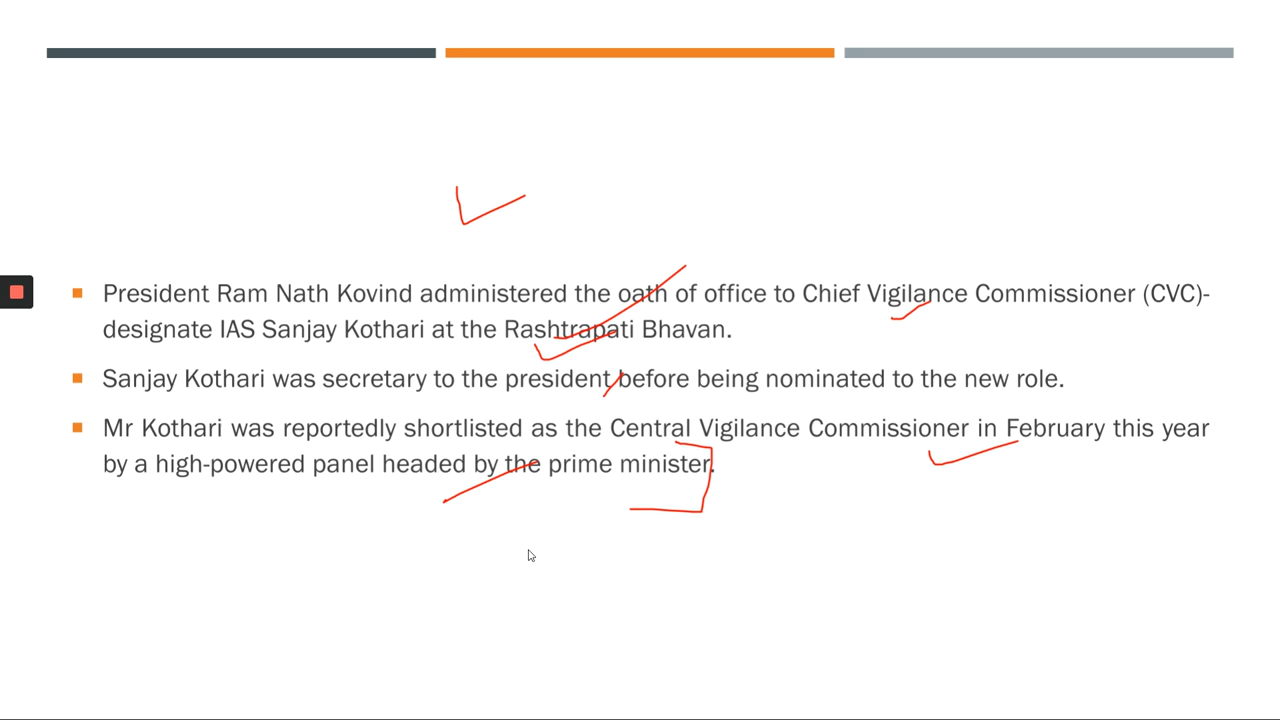 President Ram Nath Kovind administered the oath of office to Chief Vigilance Commissioner (CVC)-
designate IAS Sanjay Kothari at the Rashtrapati Bhavan.
Sanjay Kothari was secretary to the president before being nominated to the new role.
Mr Kothari was reportedly shortlisted as the Central Vigilance Commissioner in February this year
by a high-powered panel headed by the prime minister.